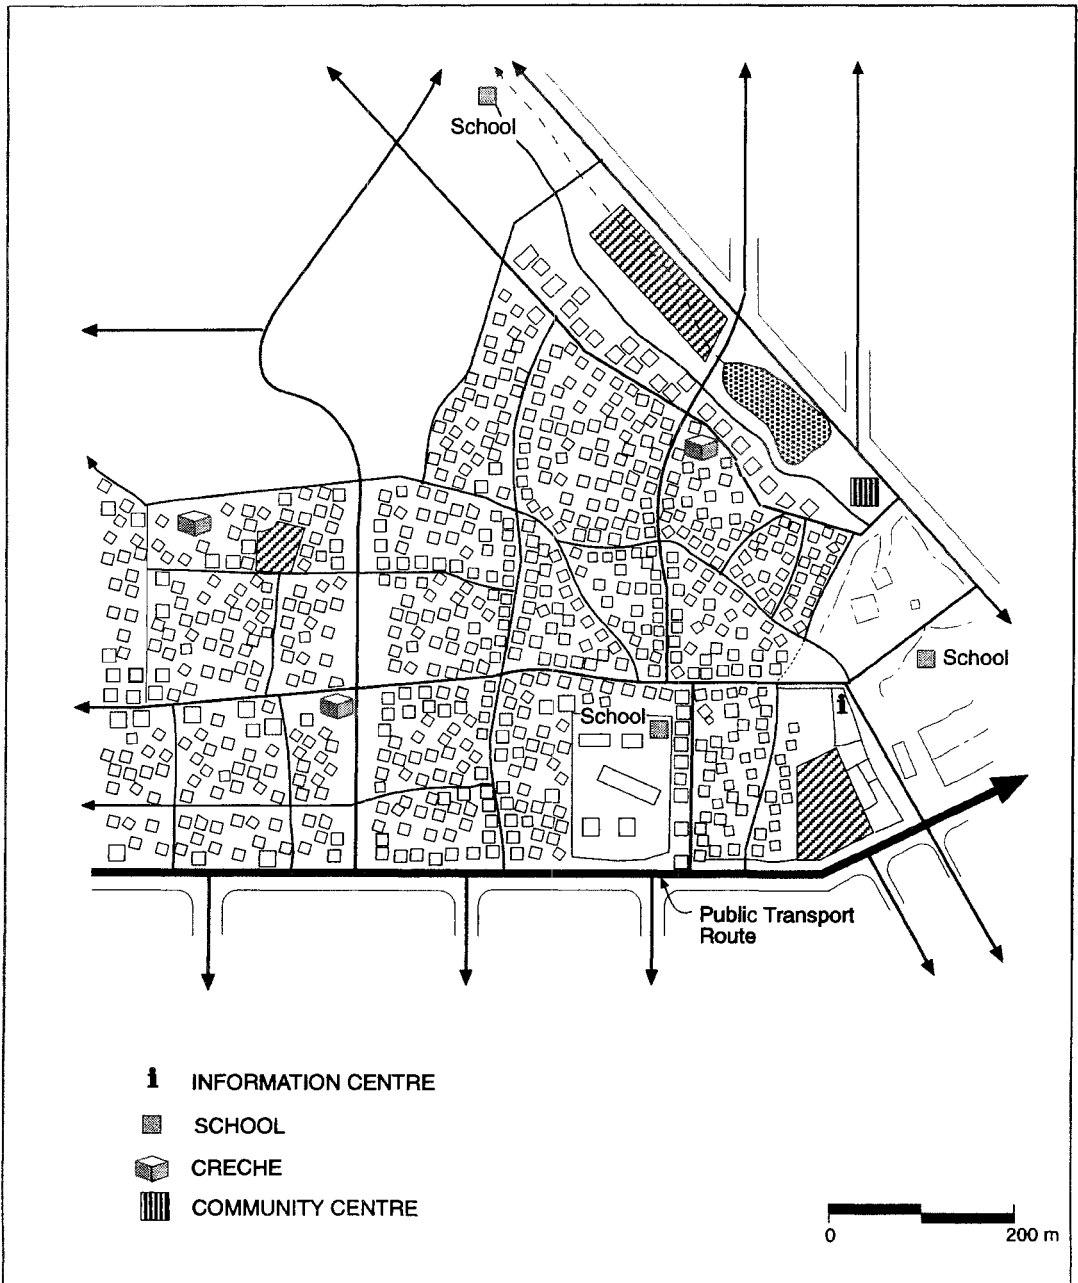 School
School
School
i
Public Transport
Route
i INFORMATION CENTRE
SCHOOL
CRECHE
COMMUNITY CENTRE
0 200 m